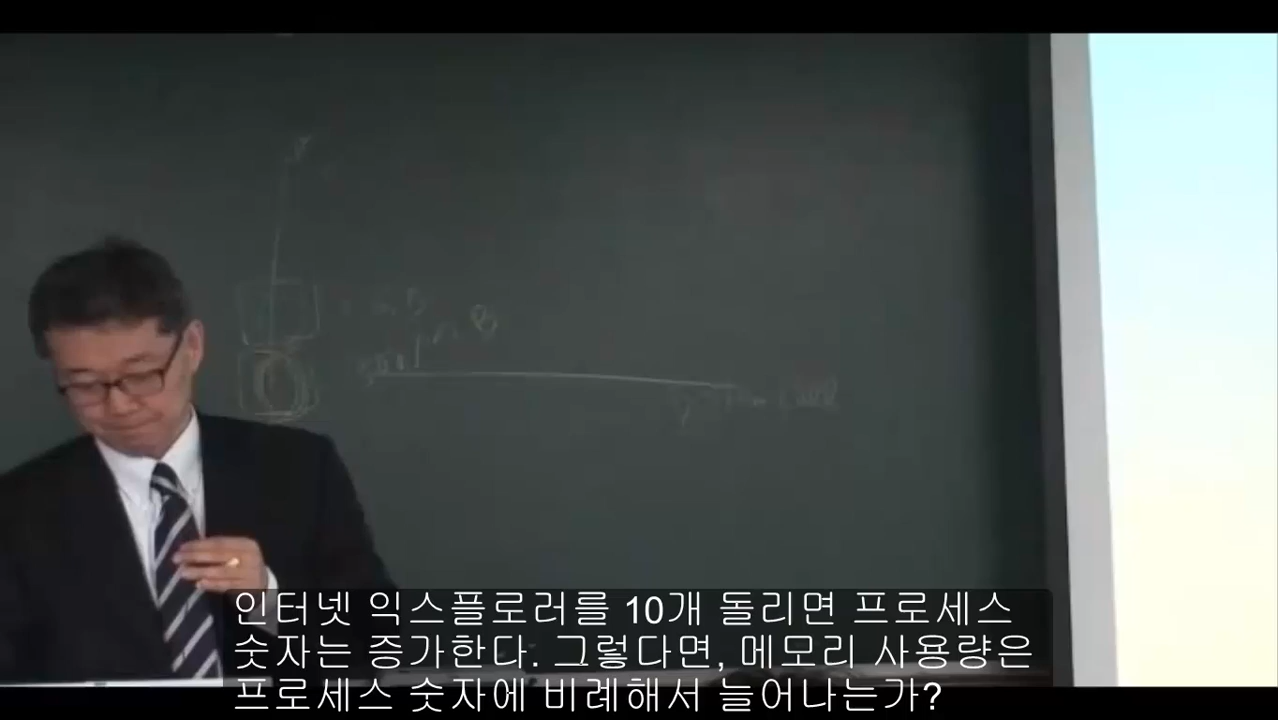 인터넷 익스플로러를 10개 돌리면 프로세스
숫자는 증가한다. 그렇다면, 메모리 사용량은
프로세스 숫자에 비례해서 늘어나는가?